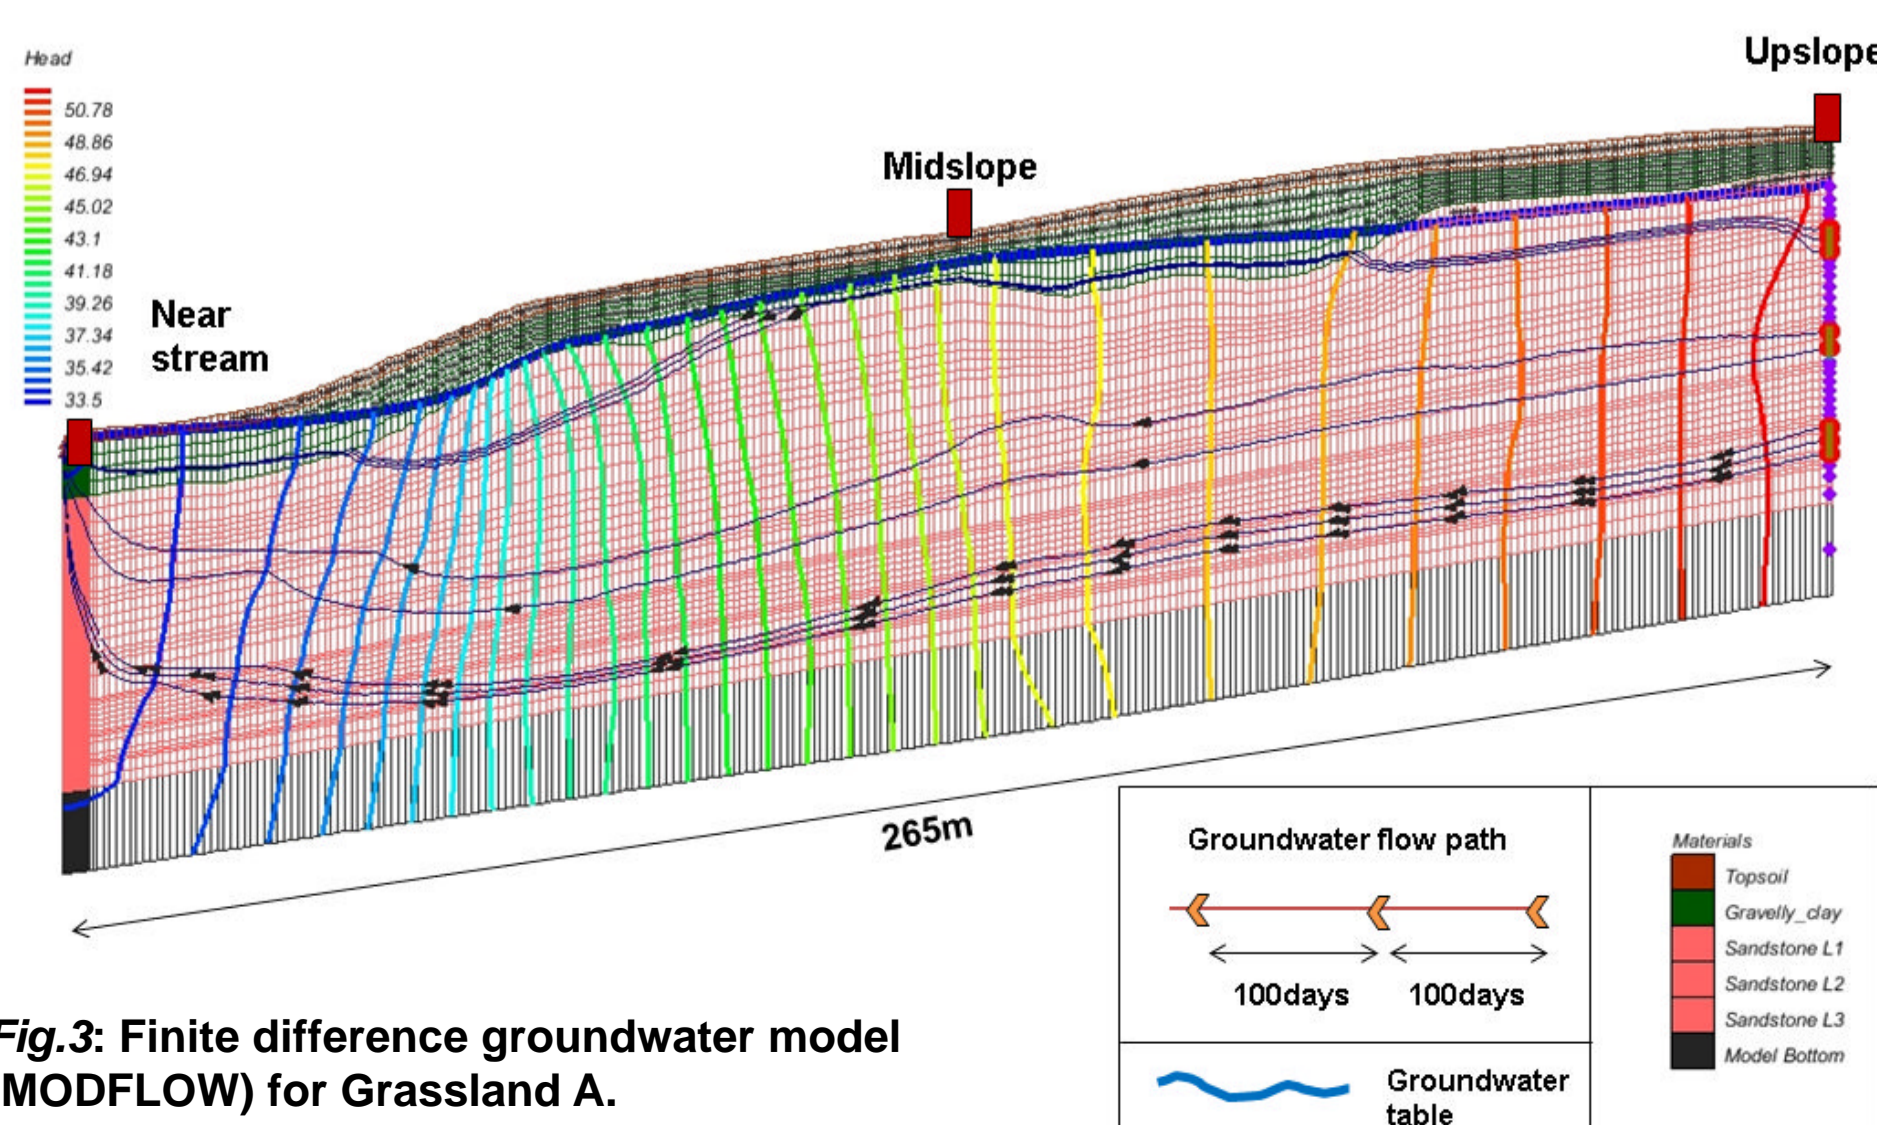 Head
50.78
48.86
46.94
45.02
43.1
41.18
39.26
37.34
35.42
33.5
Near
stream
Midslope
Upslope
265m
Groundwater flow path
100days 100days
Groundwater
table
Materials
Topsoil
Gravelly_clay
Sandstone L1
Sandstone L2
Sandstone L3
Model Bottom
Fig.3: Finite difference groundwater model
(MODFLOW) for Grassland A.